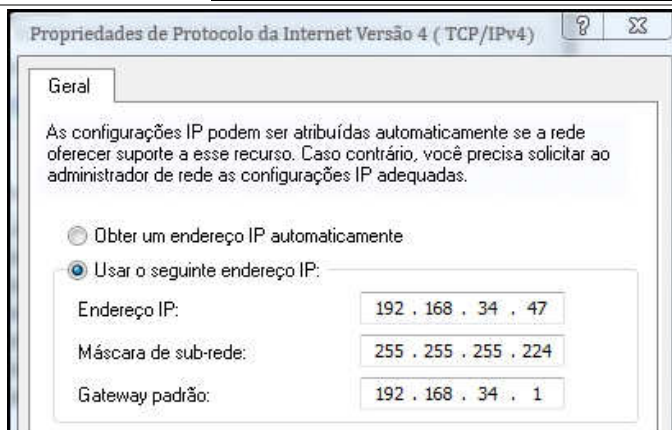 Propriedades de Protocolo da Internet Versão 4 ( TCP/IPv4)
?
Geral
As configurações IP podem ser atribuídas automaticamente se a rede
oferecer suporte a esse recurso. Caso contrário, você precisa solicitar ao
administrador de rede as configurações IP adequadas.
Obter um endereço IP automaticamente
Usar o seguinte endereço IP:
Endereço IP: 192 . 168 . 34 . 47
Máscara de sub-rede: 255 . 255 . 255 . 224
Gateway padrão: 192 . 168 . 34 . 1